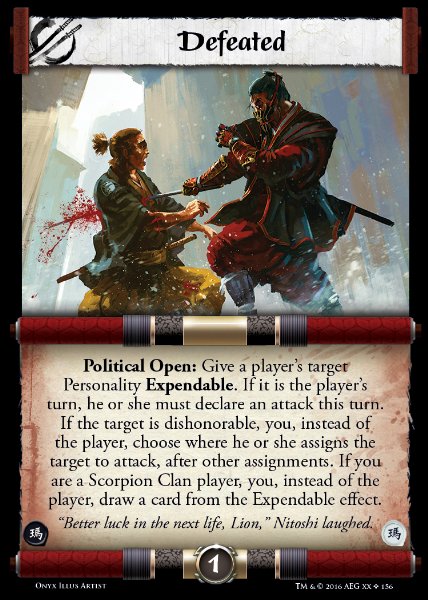 Defeated
Political Open: Give a player's target
Personality Expendable. If it is the player's
turn, he or she must declare an attack this turn.
If the target is dishonorable, you, instead of
the player, choose where he or she assigns the
target to attack, after other assignments. If you
are a Scorpion Clan player, you, instead of the
player, draw a card from the Expendable effect.
“Better luck in the next life, Lion,” Nitoshi laughed.
瑪
瑪
1
Onyx Illus Artist
TM & © 2016 AEG XX ❖ 156